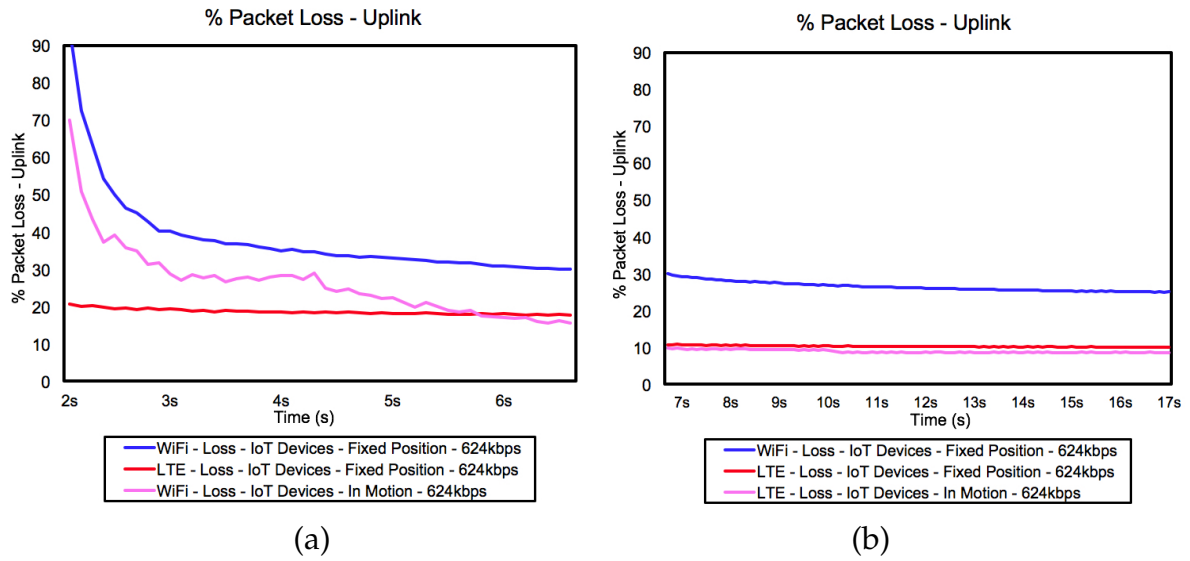 % Packet Loss - Uplink
% Packet Loss - Uplink
90
80
70
60
50
40
30
20
10
0
2s 3s 4s 5s 6s
Time (s)
WiFi - Loss - IoT Devices - Fixed Position - 624kbps
LTE - Loss - IoT Devices - Fixed Position - 624kbps
WiFi - Loss - IoT Devices - In Motion - 624kbps
(a)
% Packet Loss - Uplink
% Packet Loss - Uplink
90
80
70
60
50
40
30
20
10
0
7s 8s 9s 10s 11s 12s 13s 14s 15s 16s 17s
Time (s)
WiFi - Loss - IoT Devices - Fixed Position - 624kbps
LTE - Loss - IoT Devices - Fixed Position - 624kbps
LTE - Loss - IoT Devices - In Motion - 624kbps
(b)